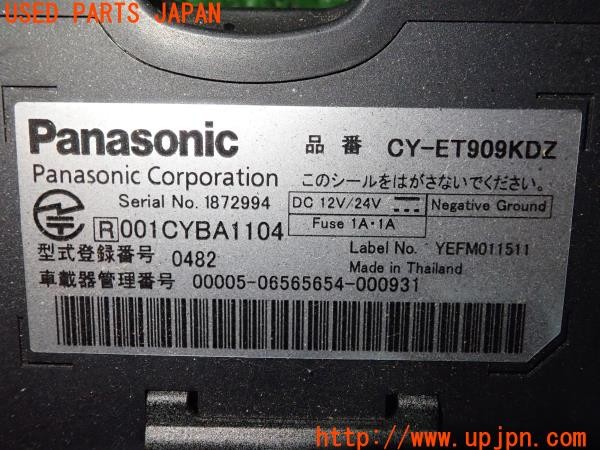 USED PARTS JAPAN
Panasonic
品番 CY-ET909KDZ
Panasonic Corporation
このシールをはがさないでください。
Serial No. 1872994
DC 12V/24V
Negative Ground
Fuse 1A・1A
R 001CYBA1104
Label No. YEFM011511
型式登録番号 0482
Made in Thailand
車載器管理番号 00005-06565654-000931
http://www.upjpn.com/